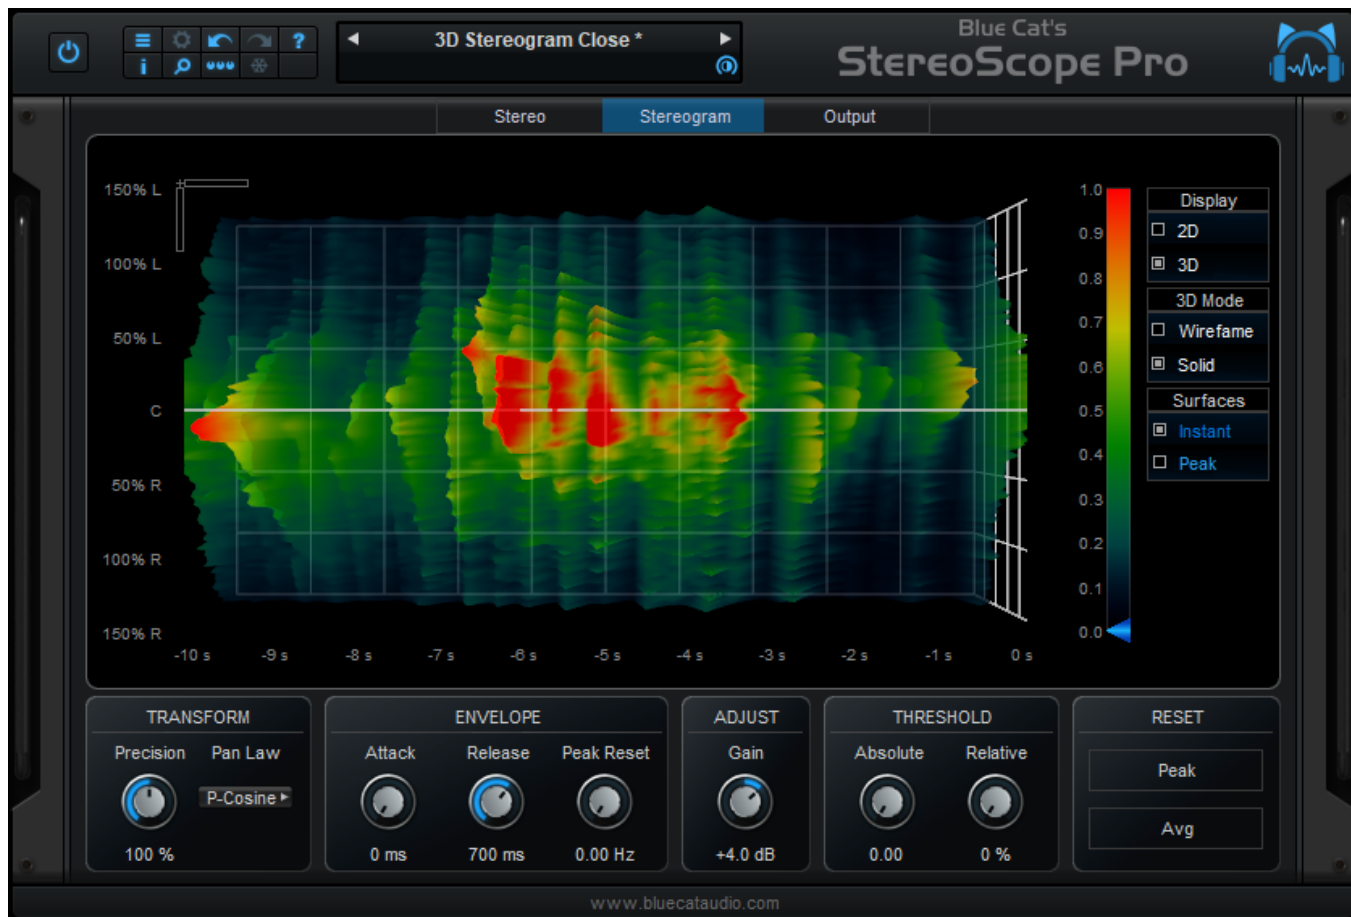 Blue Cat's
StereoScope Pro
?
i
3D Stereogram Close *
Stereo Stereogram Output
150% L
100% L
50% L
C
50% R
100% R
150% R
-10 s -9 s -8 s -7 s -6 s -5 s -4 s -3 s -2 s -1 s 0 s
1.0
0.9
0.8
0.7
0.6
0.5
0.4
0.3
0.2
0.1
0.0
Display
2D
3D
3D Mode
Wirefame
Solid
Surfaces
Instant
Peak
TRANSFORM
Precision Pan Law
P-Cosine
100 %
ENVELOPE
Attack Release Peak Reset
0 ms 700 ms 0.00 Hz
ADJUST
Gain
+4.0 dB
THRESHOLD
Absolute Relative
0.00 0 %
RESET
Peak
Avg
www.bluecataudio.com